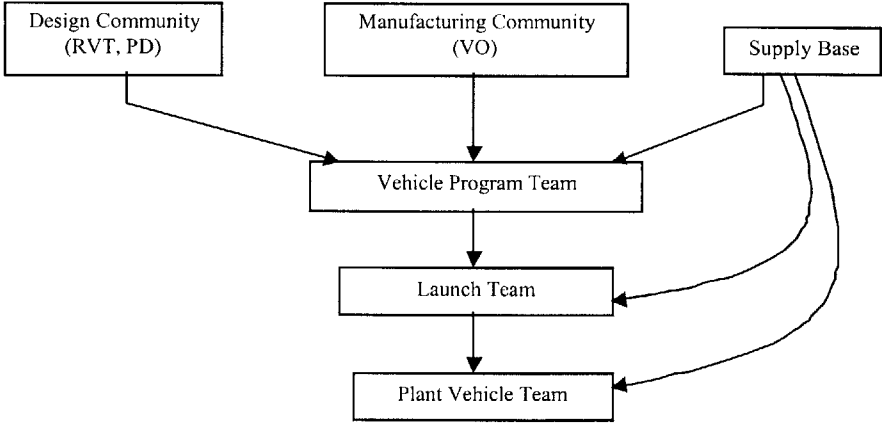 Design Community
(RVT, PD)
Manufacturing Community
(VO)
Supply Base
Vehicle Program Team
Launch Team
Plant Vehicle Team